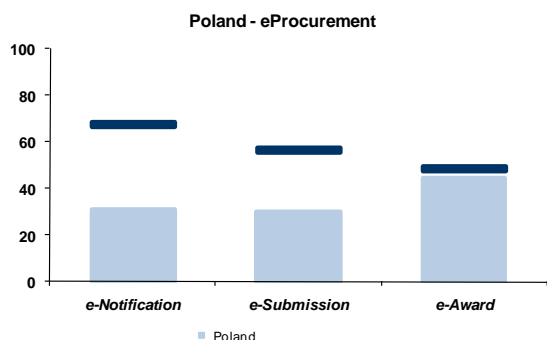 Poland - eProcurement
100
80
60
40
20
0
e-Notification e-Submission e-Award
Poland